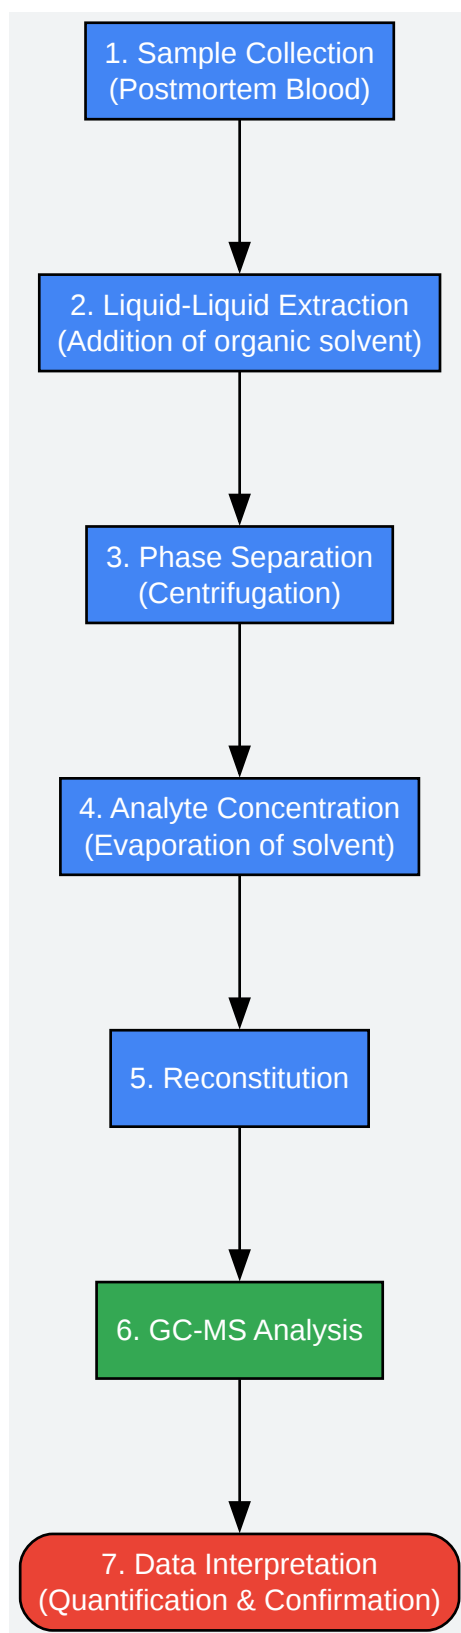 1. Sample Collection
(Postmortem Blood)
2. Liquid-Liquid Extraction
(Addition of organic solvent)
3. Phase Separation
(Centrifugation)
4. Analyte Concentration
(Evaporation of solvent)
5. Reconstitution
6. GC-MS Analysis
7. Data Interpretation
(Quantification & Confirmation)